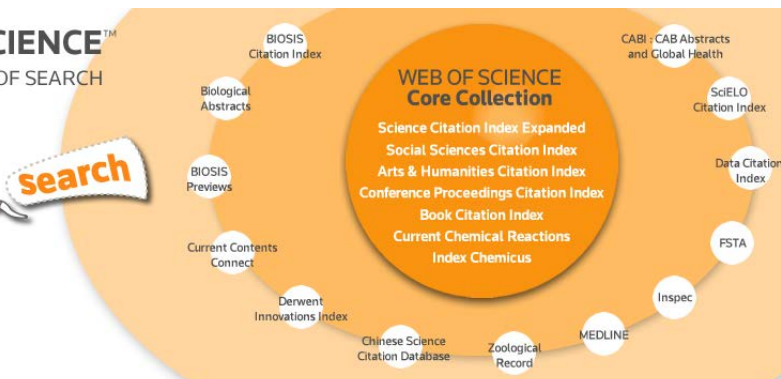 CIENCE™
OF SEARCH
search
BIOSIS
Citation Index
Biological
Abstracts
BIOSIS
Previews
Current Contents
Connect
Derwent
Innovations Index
Chinese Science
Citation Database
Zoological
Record
MEDLINE
Inspec
FSTA
Data Citation
Index
SciELO
Citation Index
CABI : CAB Abstracts
and Global Health
WEB OF SCIENCE
Core Collection
Science Citation Index Expanded
Social Sciences Citation Index
Arts & Humanities Citation Index
Conference Proceedings Citation Index
Book Citation Index
Current Chemical Reactions
Index Chemicus